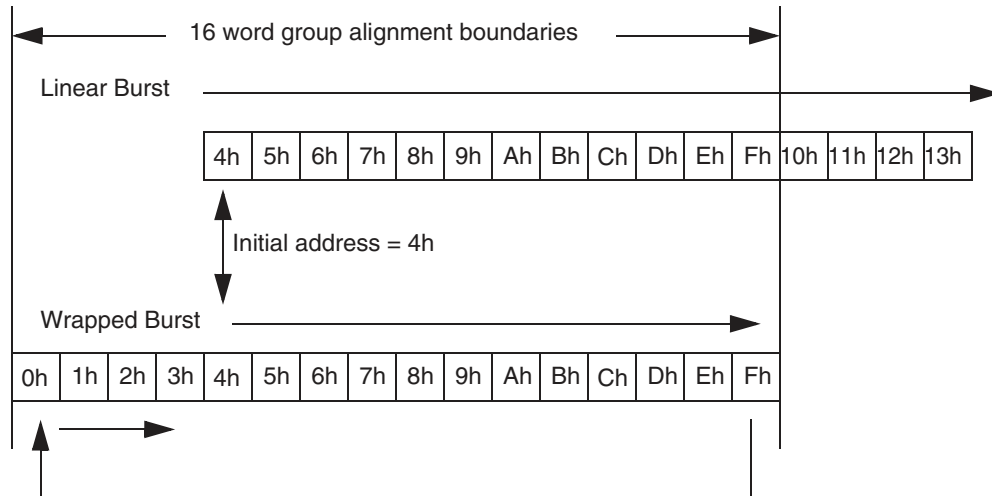 16 word group alignment boundaries
Linear Burst
4h 5h 6h 7h 8h 9h Ah Bh Ch Dh Eh Fh 10h 11h 12h 13h
Initial address = 4h
Wrapped Burst
0h 1h 2h 3h 4h 5h 6h 7h 8h 9h Ah Bh Ch Dh Eh Fh